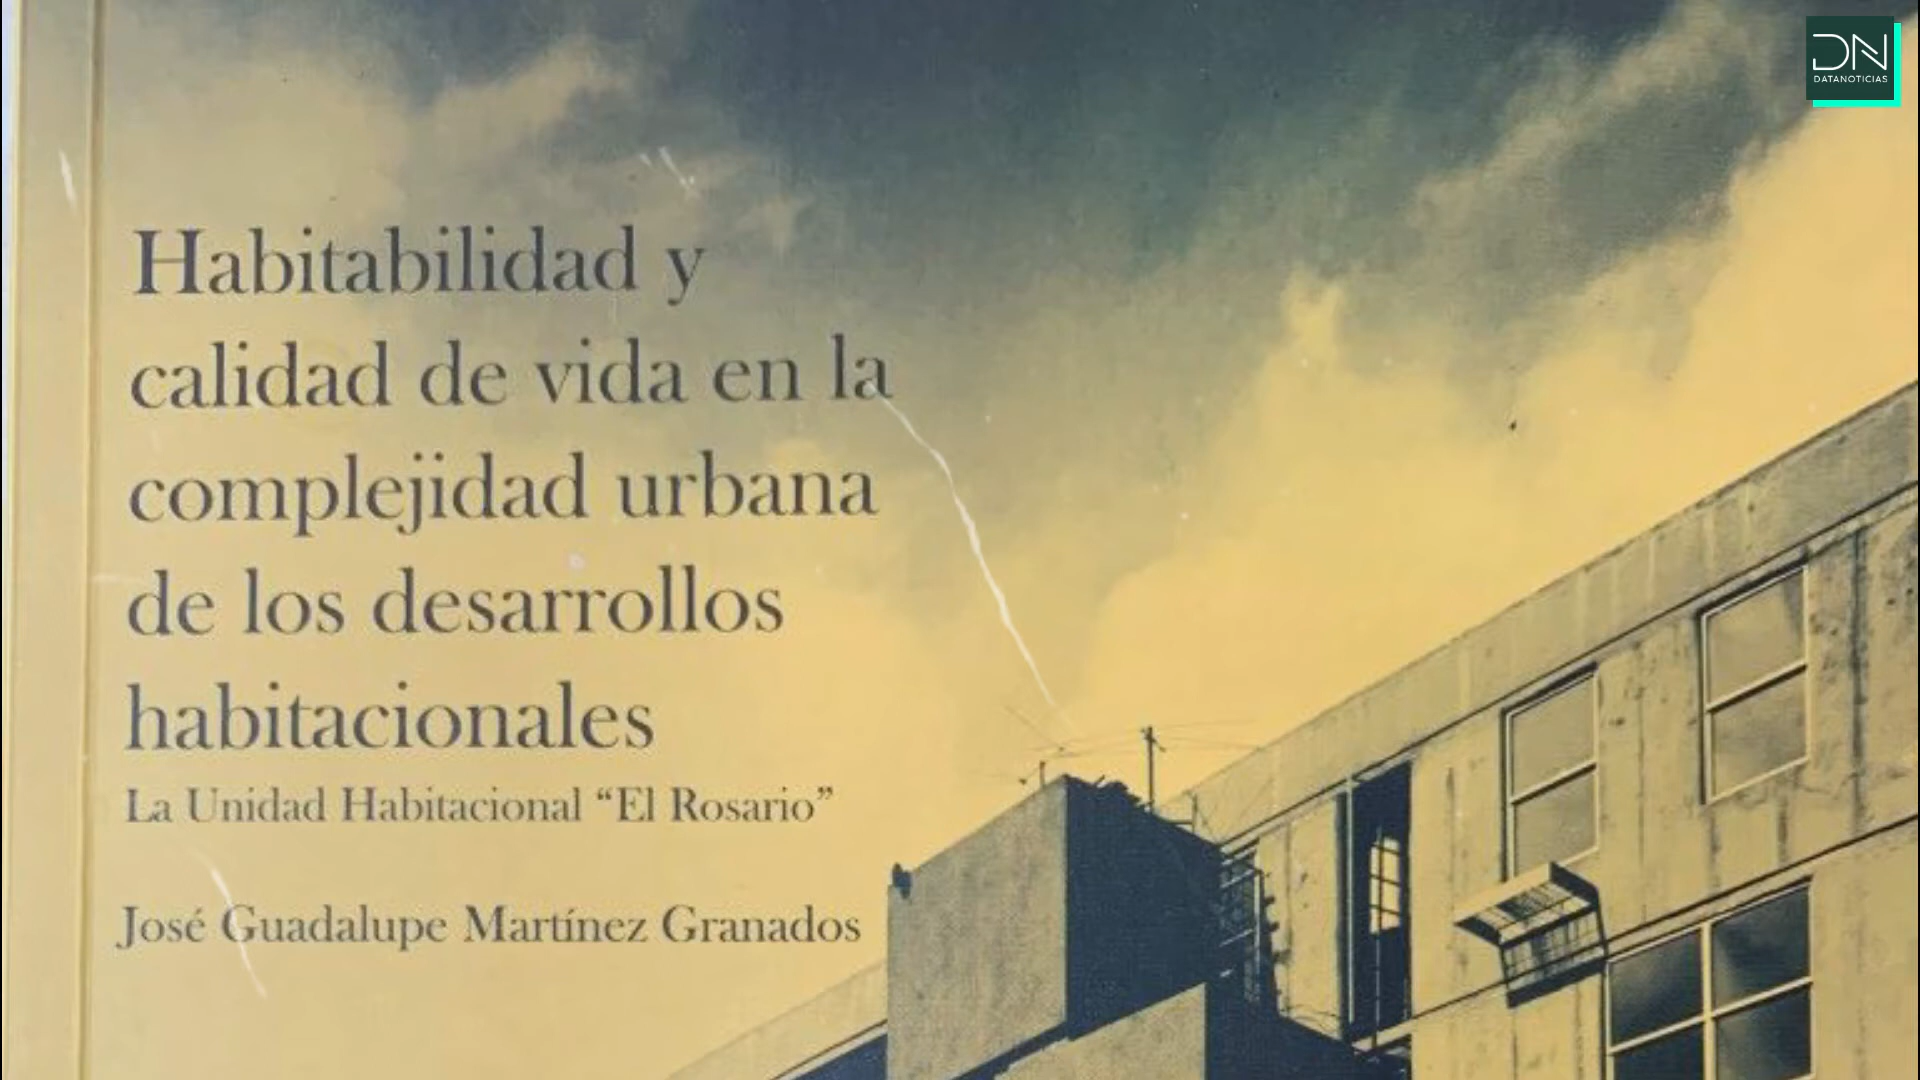 DN
DATANOTICIAS
Habitabilidad y
calidad de vida en la
complejidad urbana
de los desarrollos
habitacionales
La Unidad Habitacional “El Rosario”
José Guadalupe Martínez Granados